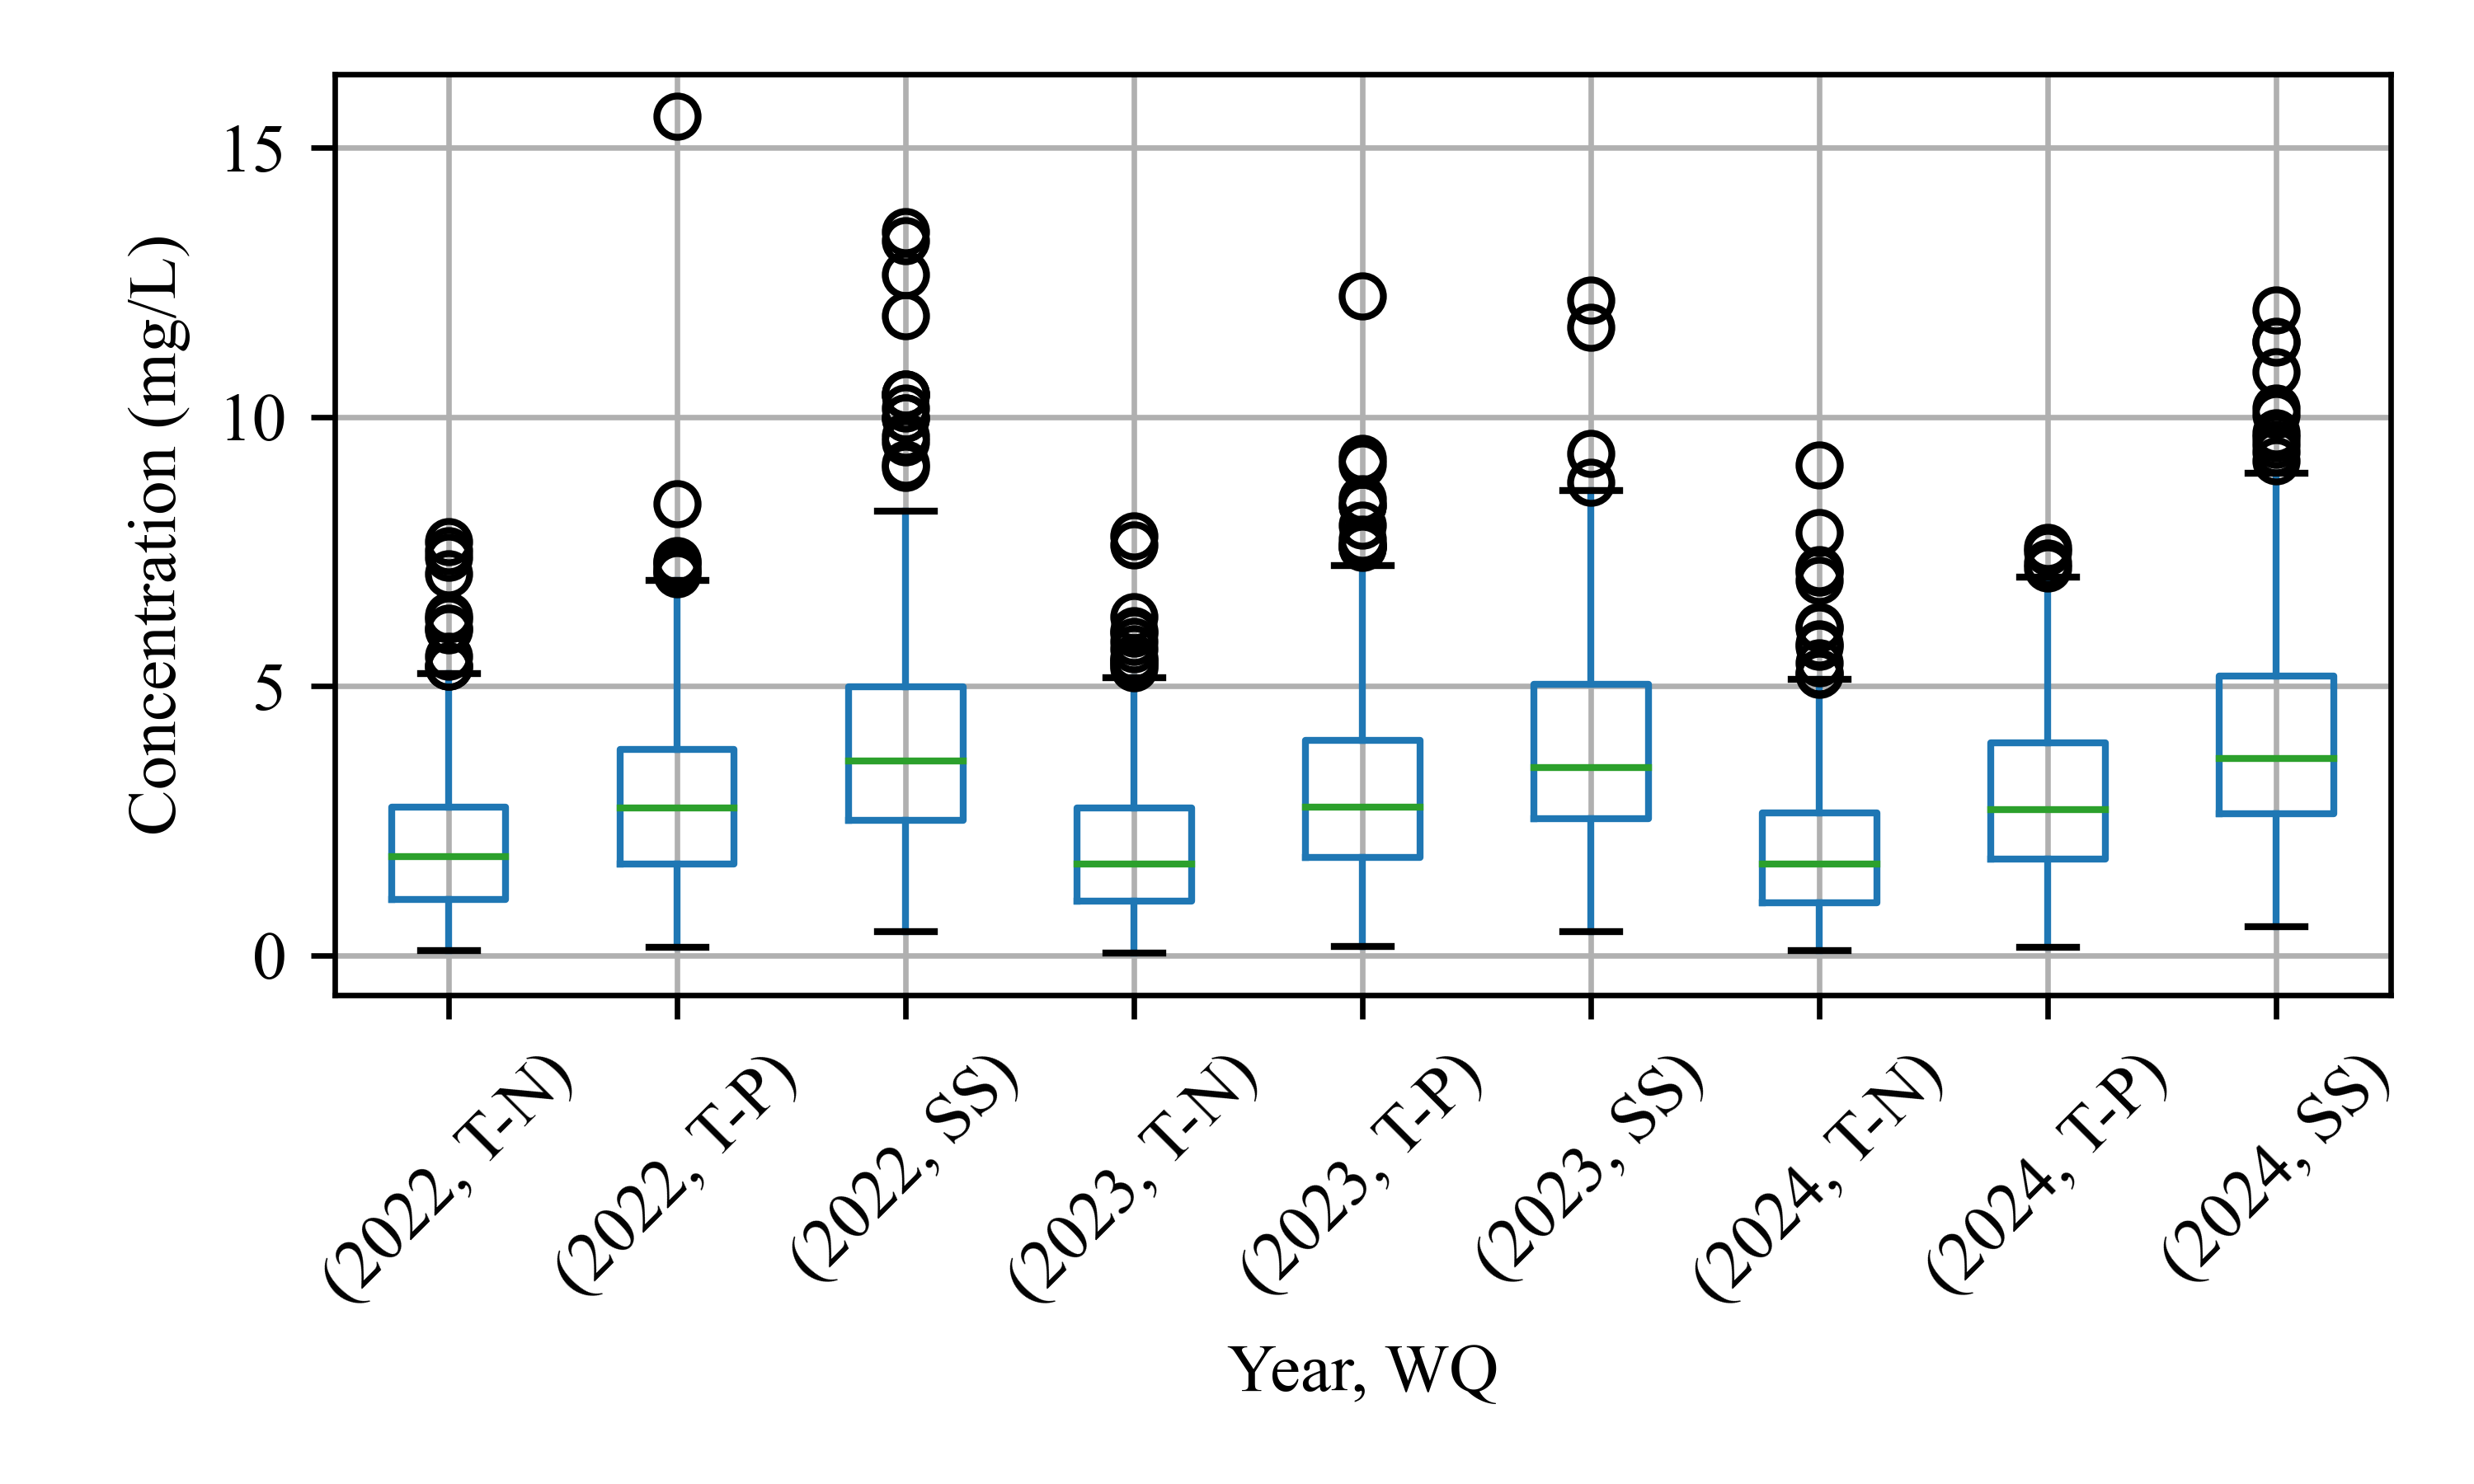 Concentration (mg/L)
15
10
5
0
(2022, T-N)
(2022, T-P)
(2022, SS)
(2023, T-N)
(2023, T-P)
(2023, SS)
(2024, T-N)
(2024, T-P)
(2024, SS)
Year, WQ